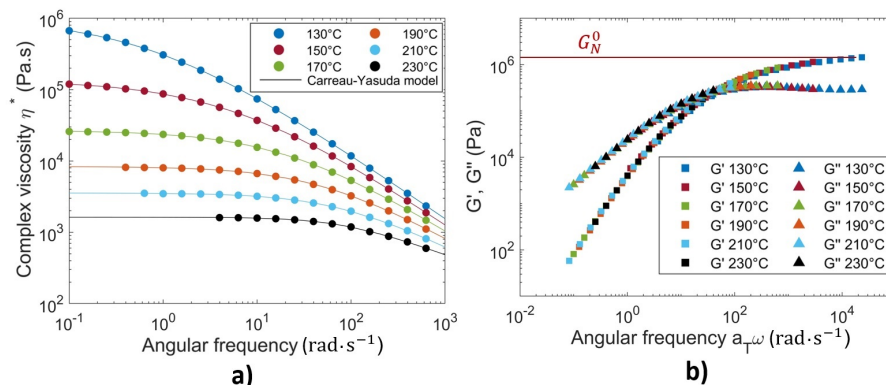 10^6
10^5
10^4
10^3
10^2
Complex viscosity η* (Pa.s)
130°C 190°C
150°C 210°C
170°C 230°C
Carreau-Yasuda model
10^-1 10^0 10^1 10^2 10^3
Angular frequency (rad·s⁻¹)
a)
G_N^0
10^6
10^4
10^2
G', G'' (Pa)
G' 130°C G'' 130°C
G' 150°C G'' 150°C
G' 170°C G'' 170°C
G' 190°C G'' 190°C
G' 210°C G'' 210°C
G' 230°C G'' 230°C
10^-2 10^0 10^2 10^4
Angular frequency a_Tω (rad·s⁻¹)
b)